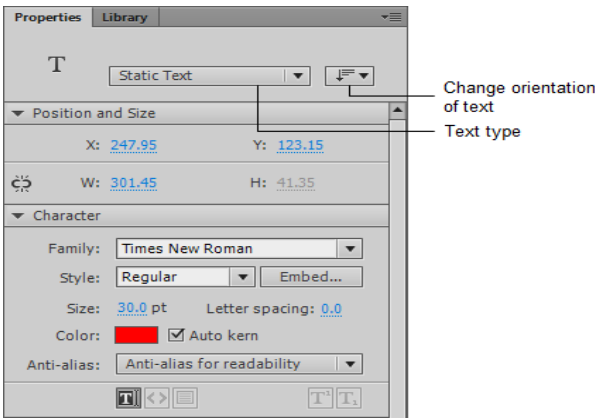 Properties Library
T
Static Text
Change orientation
of text
Text type
Position and Size
X: 247.95 Y: 123.15
W: 301.45 H: 41.35
Character
Family: Times New Roman
Style: Regular Embed...
Size: 30.0 pt Letter spacing: 0.0
Color: Auto kern
Anti-alias: Anti-alias for readability
T <> T¹ T₁